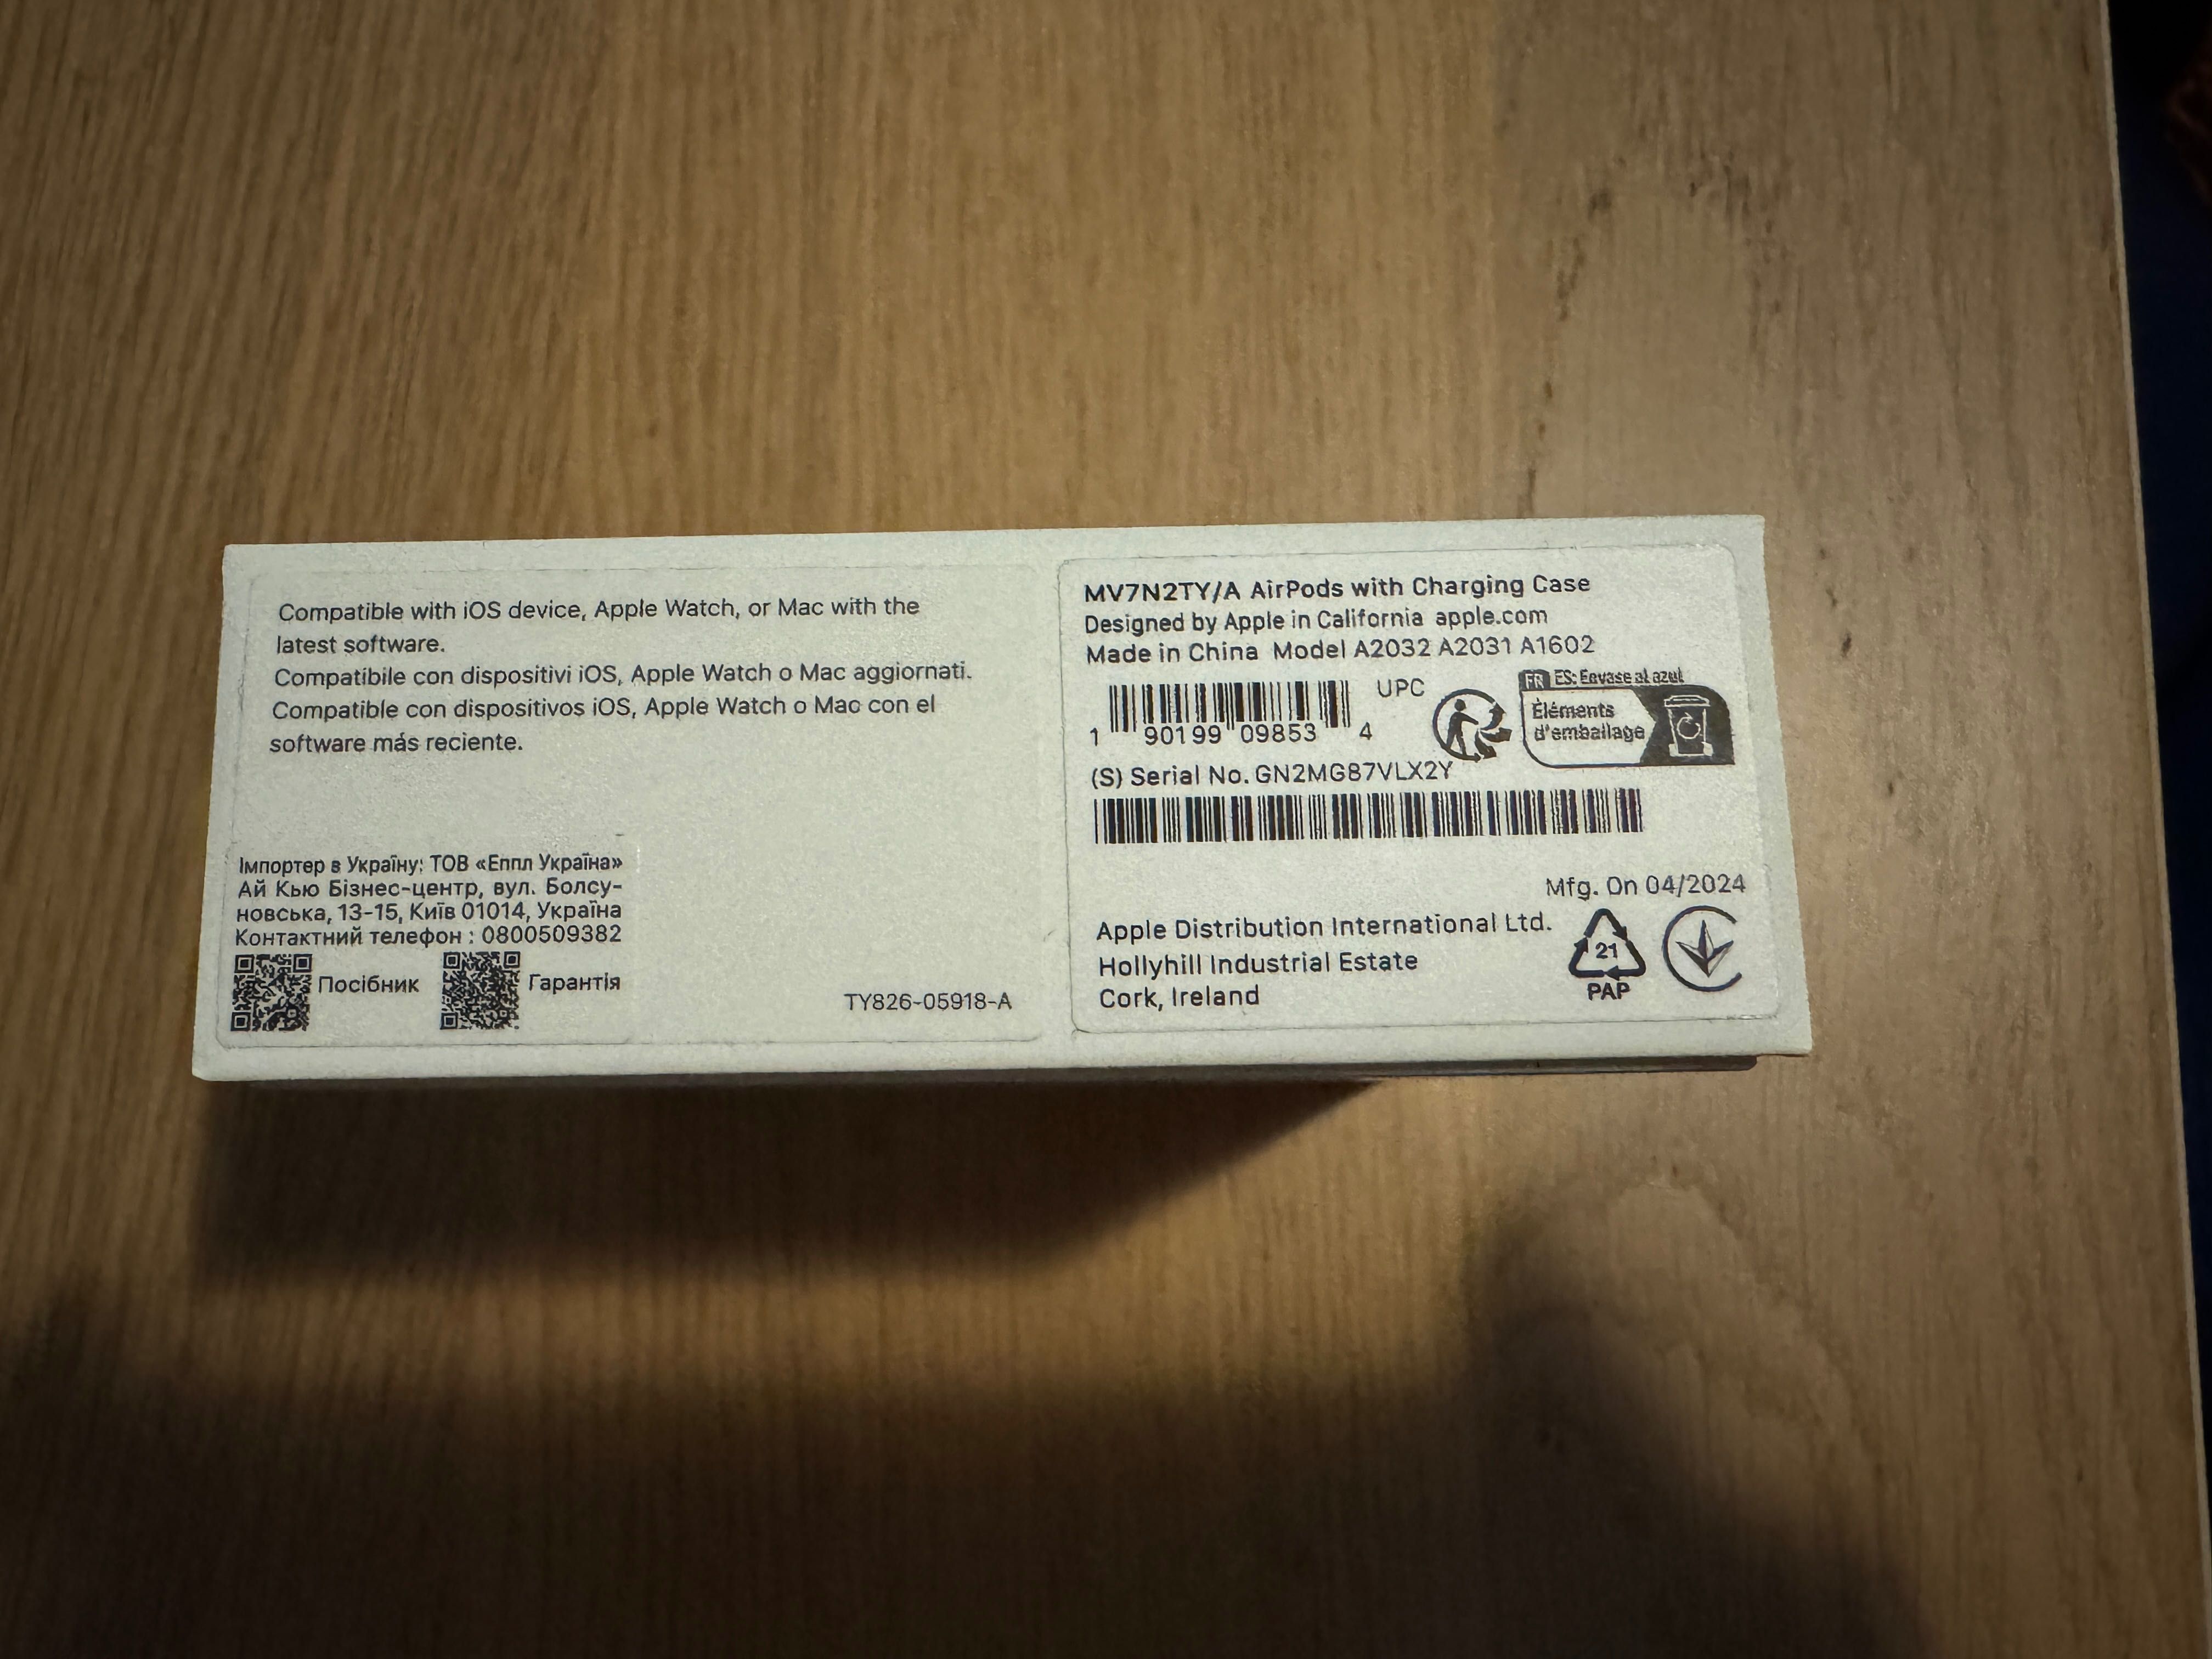 Compatible with iOS device, Apple Watch, or Mac with the
latest software.
Compatibile con dispositivi iOS, Apple Watch o Mac aggiornati.
Compatible con dispositivos iOS, Apple Watch o Mac con el
software más reciente.
Імпортер в Україну: ТОВ «Еппл Україна»
Ай Кью Бізнес-центр, вул. Болсу-
новська, 13-15, Київ 01014, Україна
Контактний телефон : 0800509382
Посібник Гарантія
TY826-05918-A
MV7N2TY/A AirPods with Charging Case
Designed by Apple in California apple.com
Made in China Model A2032 A2031 A1602
UPC
1 90199 09853 4
FR ES: Envase al azul
Éléments
d'emballage
(S) Serial No. GN2MG87VLX2Y
Mfg. On 04/2024
Apple Distribution International Ltd.
Hollyhill Industrial Estate
Cork, Ireland
21
PAP